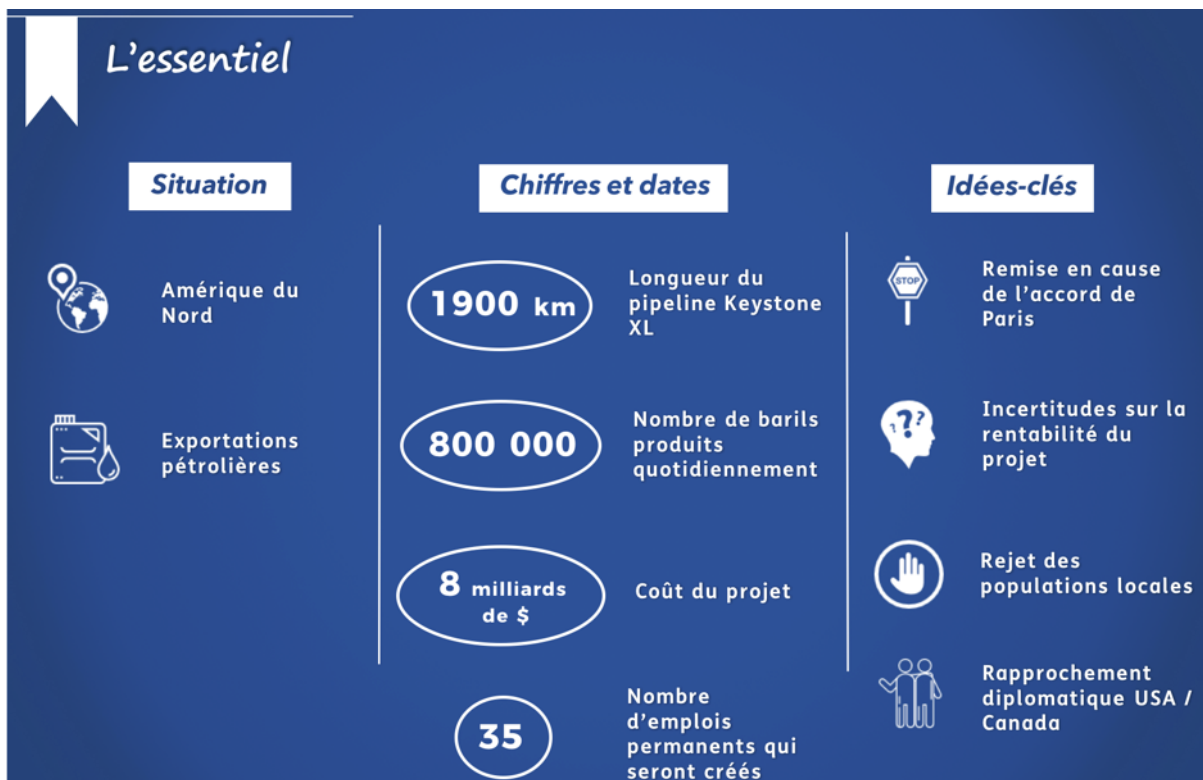 L'essentiel
Situation
Amérique du
Nord
Exportations
pétrolières
Chiffres et dates
1900 km
Longueur du
pipeline Keystone
XL
800 000
Nombre de barils
produits
quotidiennement
8 milliards
de $
Coût du projet
35
Nombre
d'emplois
permanents qui
seront créés
Idées-clés
STOP
Remise en cause
de l'accord de
Paris
???
Incertitudes sur la
rentabilité du
projet
Rejet des
populations locales
Rapprochement
diplomatique USA /
Canada